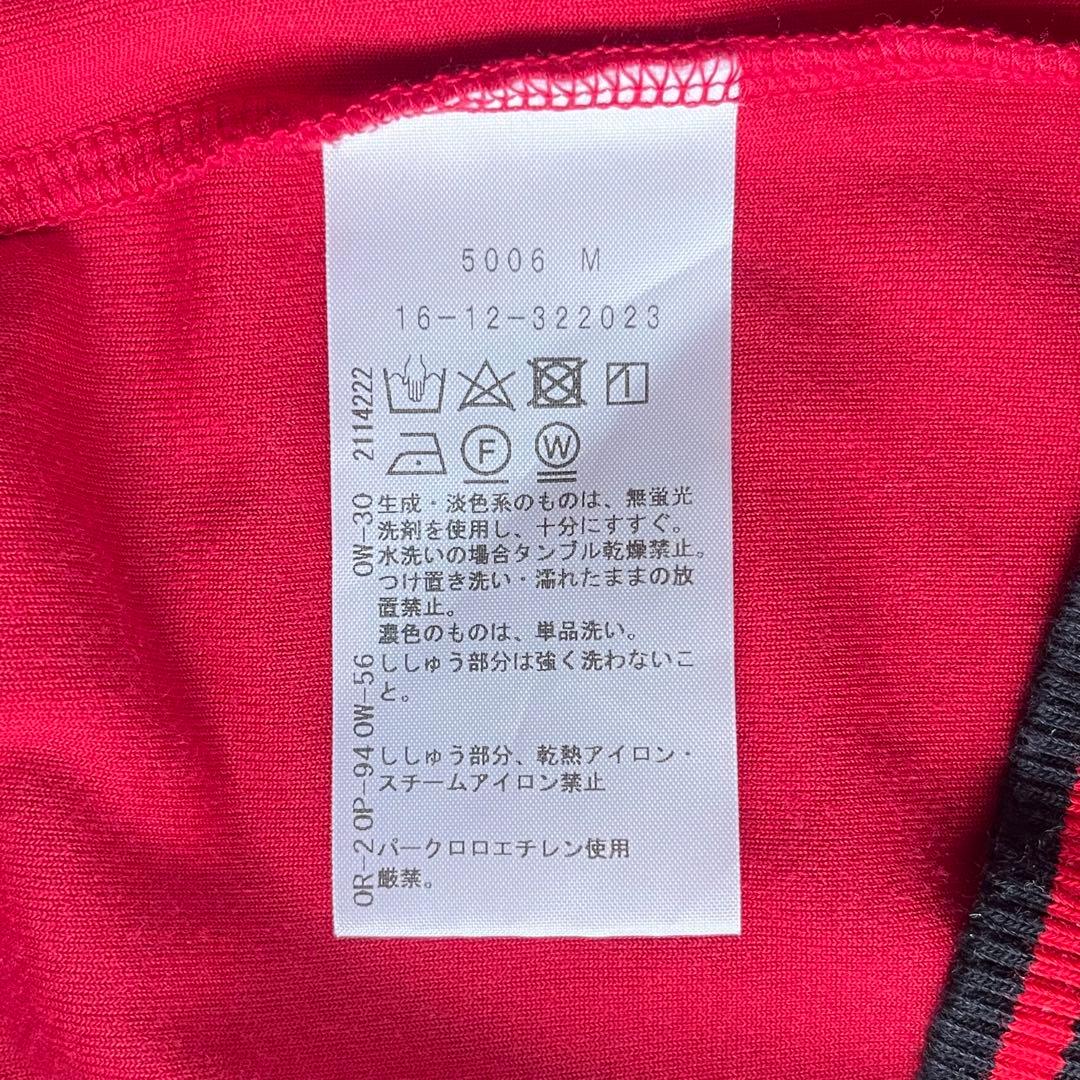 5006 M
16-12-322023
F W
生成・淡色系のものは、無蛍光
洗剤を使用し、十分にすすぐ。
水洗いの場合タンブル乾燥禁止。
つけ置き洗い・濡れたままの放
置禁止。
濃色のものは、単品洗い。
ししゅう部分は強く洗わないこ
と。
ししゅう部分、乾熱アイロン・
スチームアイロン禁止
パークロロエチレン使用
厳禁。
OR-2 OP-94 OW-56 OW-30 2114222